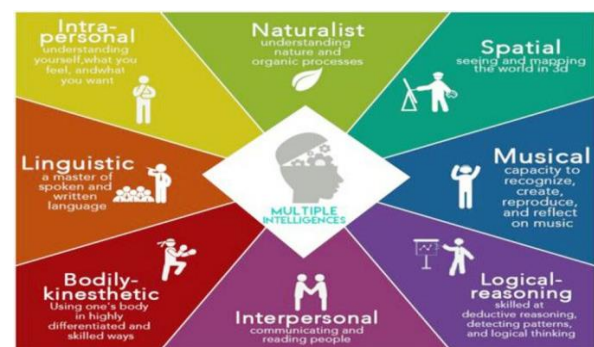 Intra-
personal
understanding
yourself,what you
feel, andwhat
you want
Naturalist
understanding
nature and
organic processes
Spatial
seeing and mapping
the world in 3d
Linguistic
a master of
spoken and
written
language
MULTIPLE
INTELLIGENCES
Musical
capacity to
recognize,
create,
reproduce,
and reflect
on music
Bodily-
kinesthetic
Using one's body
in highly
differentiated and
skilled ways
Interpersonal
communicating and
reading people
Logical-
reasoning
skilled at
deductive reasoning,
detecting patterns,
and logical thinking